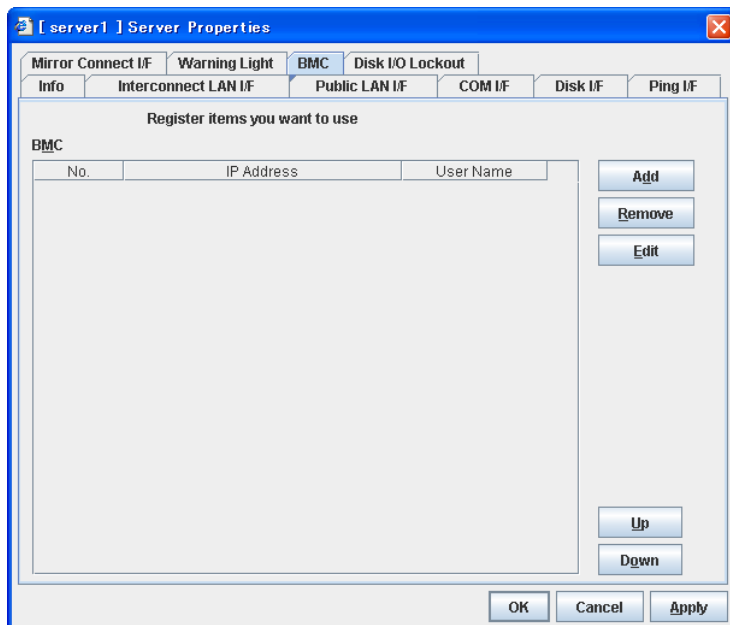 [ server1 ] Server Properties
Mirror Connect I/F Warning Light BMC Disk I/O Lockout
Info Interconnect LAN I/F Public LAN I/F COM I/F Disk I/F Ping I/F
Register items you want to use
BMC
No. IP Address User Name
Add
Remove
Edit
Up
Down
OK Cancel Apply